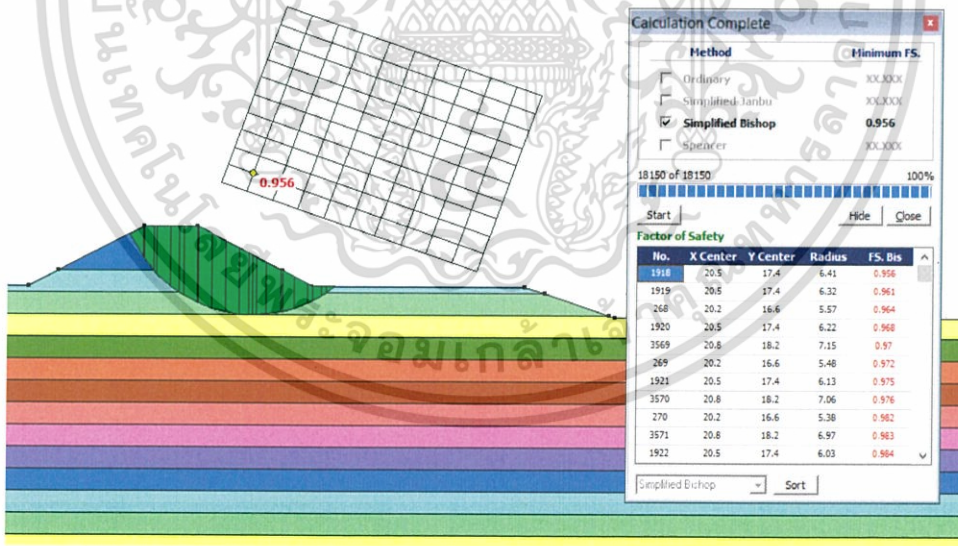 0.956
Calculation Complete
Method Minimum FS.
Ordinary XX.XXX
Simplified Janbu XX.XXX
Simplified Bishop 0.956
Spencer XX.XXX
18150 of 18150 100%
Start Hide Close
Factor of Safety
No. X Center Y Center Radius FS. Bis
1918 20.5 17.4 6.41 0.956
1919 20.5 17.4 6.32 0.961
268 20.2 16.6 5.57 0.964
1920 20.5 17.4 6.22 0.968
3569 20.8 18.2 7.15 0.97
269 20.2 16.6 5.48 0.972
1921 20.5 17.4 6.13 0.975
3570 20.8 18.2 7.06 0.976
270 20.2 16.6 5.38 0.982
3571 20.8 18.2 6.97 0.983
1922 20.5 17.4 6.03 0.984
Simplified Bishop Sort